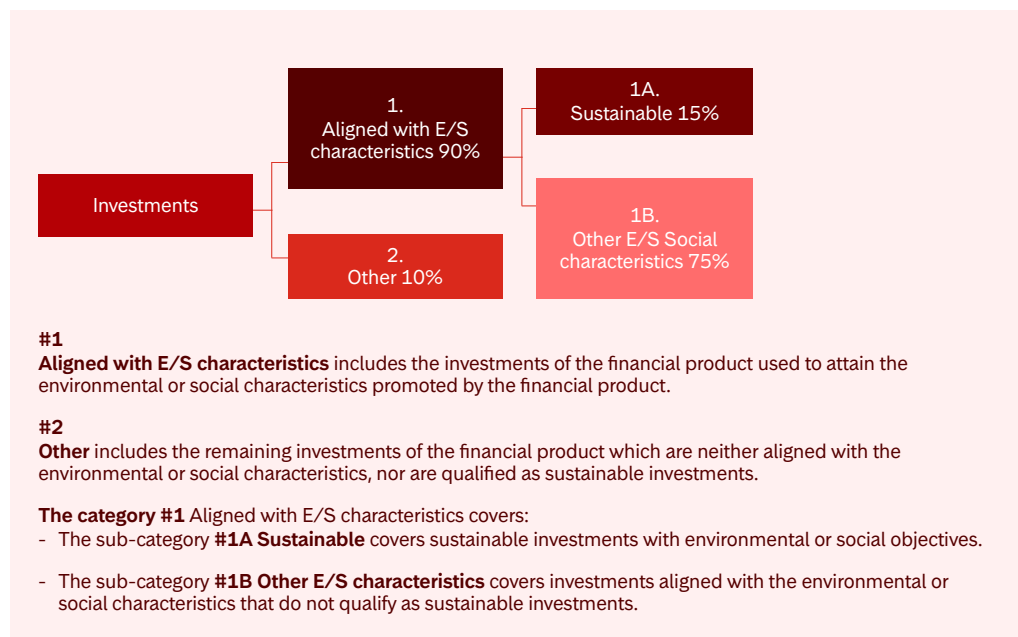 Investments
1.
Aligned with E/S
characteristics 90%
2.
Other 10%
1A.
Sustainable 15%
1B.
Other E/S Social
characteristics 75%
#1
Aligned with E/S characteristics includes the investments of the financial product used to attain the
environmental or social characteristics promoted by the financial product.
#2
Other includes the remaining investments of the financial product which are neither aligned with the
environmental or social characteristics, nor are qualified as sustainable investments.
The category #1 Aligned with E/S characteristics covers:
- The sub-category #1A Sustainable covers sustainable investments with environmental or social objectives.
- The sub-category #1B Other E/S characteristics covers investments aligned with the environmental or
social characteristics that do not qualify as sustainable investments.